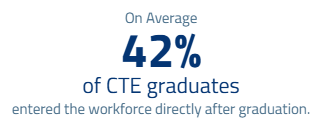 On Average
42%
of CTE graduates
entered the workforce directly after graduation.